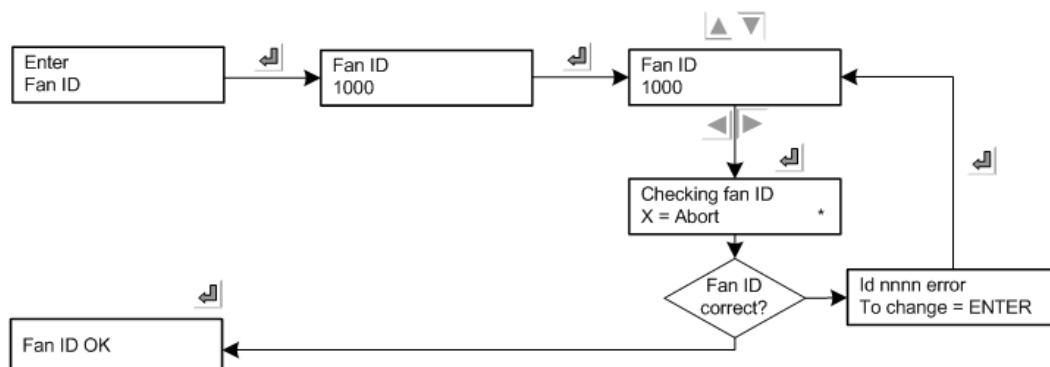 Enter
Fan ID
Fan ID
1000
Fan ID
1000
Checking fan ID
X = Abort *
Fan ID
correct?
Id nnnn error
To change = ENTER
Fan ID OK